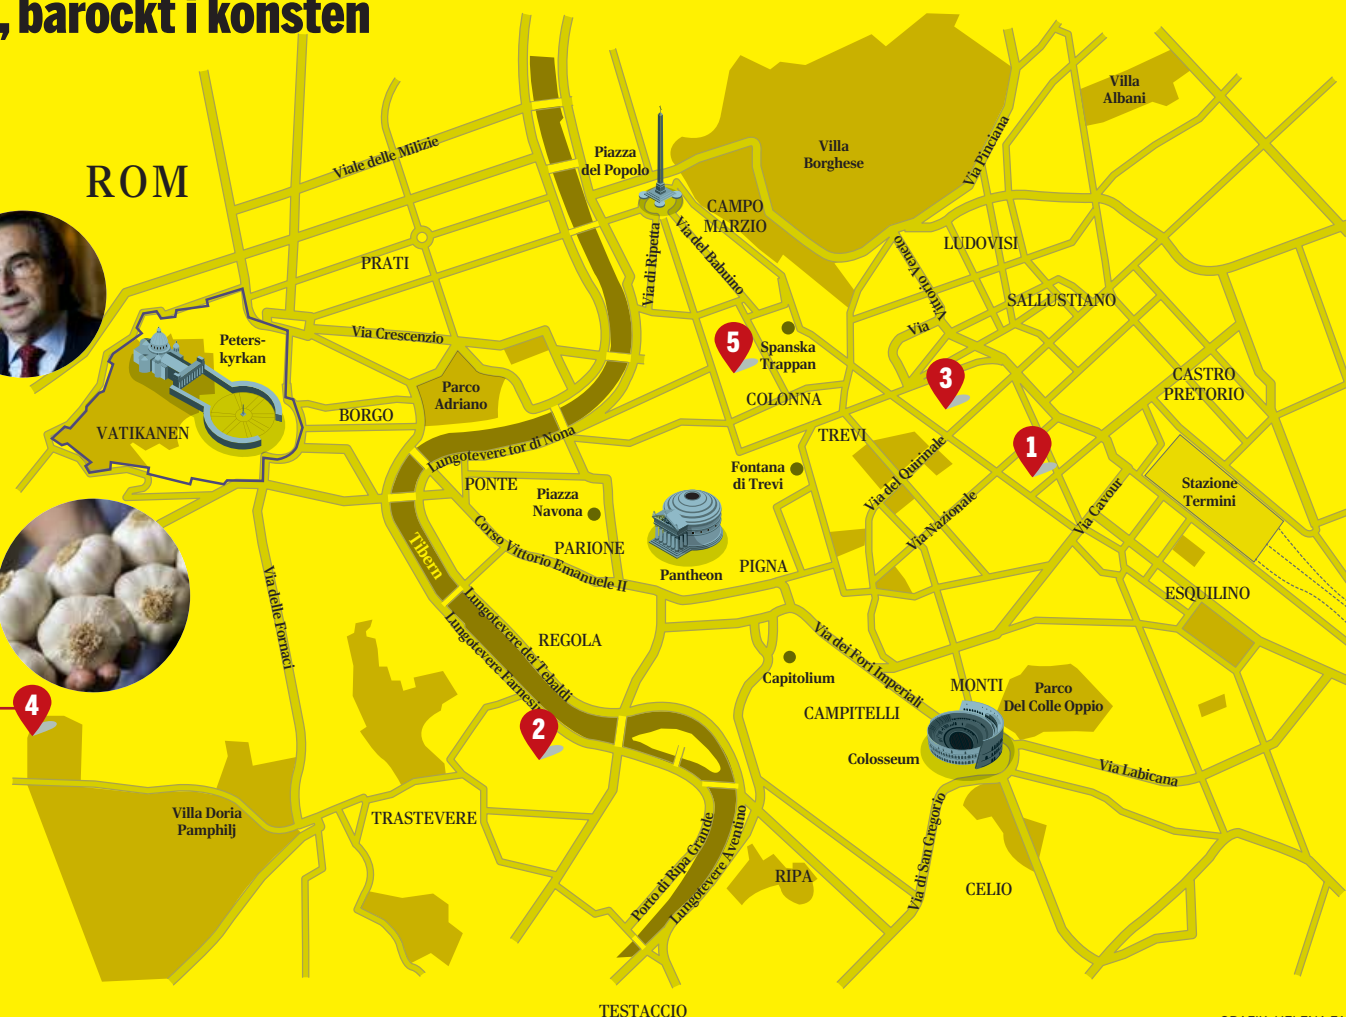 , barockt i konsten
ROM
Viale delle Milizie
Piazza
del Popolo
Villa
Borghese
Villa
Albani
Via Pinciana
CAMPO
MARZIO
Via di Ripetta
Via del Babuino
LUDOVISI
Vittorio Veneto
Via
SALLUSTIANO
PRATI
Via Crescenzio
Peters-
kyrkan
5
Spanska
Trappan
3
CASTRO
PRETORIO
Parco
Adriano
BORGO
COLONNA
VATIKANEN
Lungotevere tor di Nona
TREVI
1
Fontana
di Trevi
Via del Quirinale
Via Nazionale
Via Cavour
Stazione
Termini
PONTE
Piazza
Navona
Corso Vittorio Emanuele II
PARIONE
Tibern
Pantheon
PIGNA
ESQUILINO
Via delle Fornaci
Lungotevere dei Tebaldi
Lungotevere Farnesi
REGOLA
Via dei Fori Imperiali
Capitolium
MONTI
Parco
Del Colle Oppio
4
2
CAMPITELLI
Colosseum
Via Labicana
Villa Doria
Pamphilj
TRASTEVERE
Porto di Ripa Grande
Lungotevere Aventino
RIPA
Via di San Gregorio
CELIO
TESTACCIO